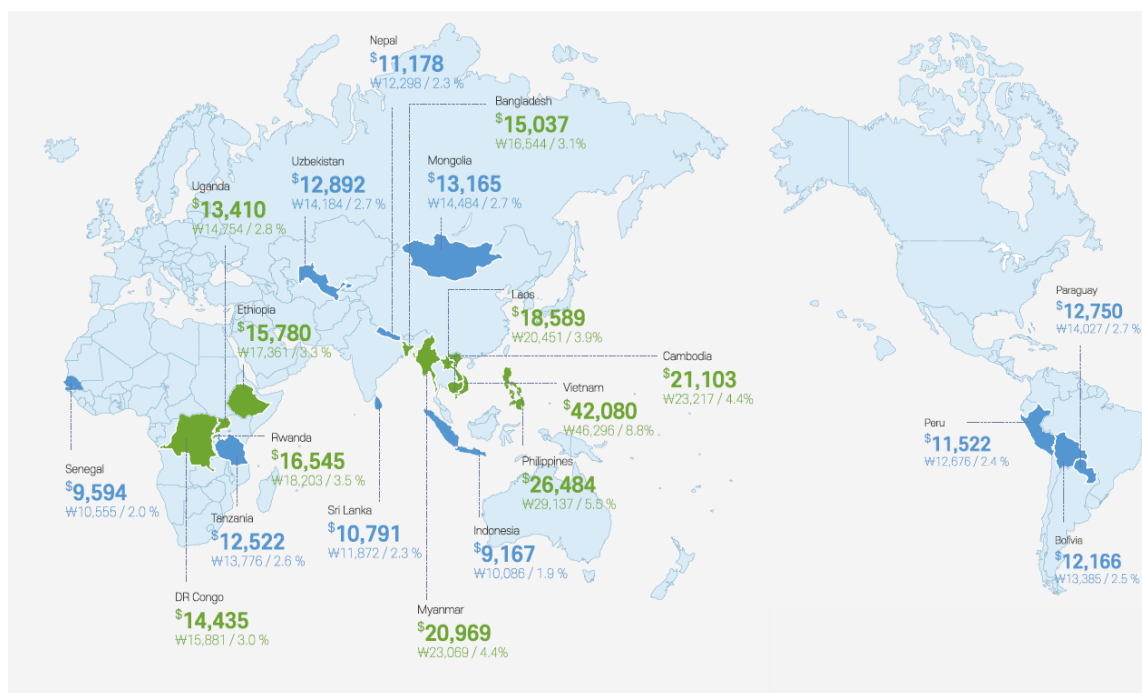 Nepal
$11,178
₩12,298 / 2.3 %
Bangladesh
$15,037
₩16,544 / 3.1%
Uzbekistan
$12,892
₩14,184 / 2.7 %
Mongolia
$13,165
₩14,484 / 2.7 %
Uganda
$13,410
₩14,754 / 2.8 %
Ethiopia
$15,780
₩17,361 / 3.3 %
Laos
$18,589
₩20,451 / 3.9%
Paraguay
$12,750
₩14,027 / 2.7 %
Cambodia
$21,103
₩23,217 / 4.4%
Vietnam
$42,080
₩46,296 / 8.8%
Peru
$11,522
₩12,676 / 2.4 %
Rwanda
$16,545
₩18,203 / 3.5 %
Senegal
$9,594
₩10,555 / 2.0 %
Philippines
$26,484
₩29,137 / 5.5 %
Tanzania
$12,522
₩13,776 / 2.6 %
Sri Lanka
$10,791
₩11,872 / 2.3 %
Indonesia
$9,167
₩10,086 / 1.9 %
Bolivia
$12,166
₩13,385 / 2.5 %
DR Congo
$14,435
₩15,881 / 3.0 %
Myanmar
$20,969
₩23,069 / 4.4%